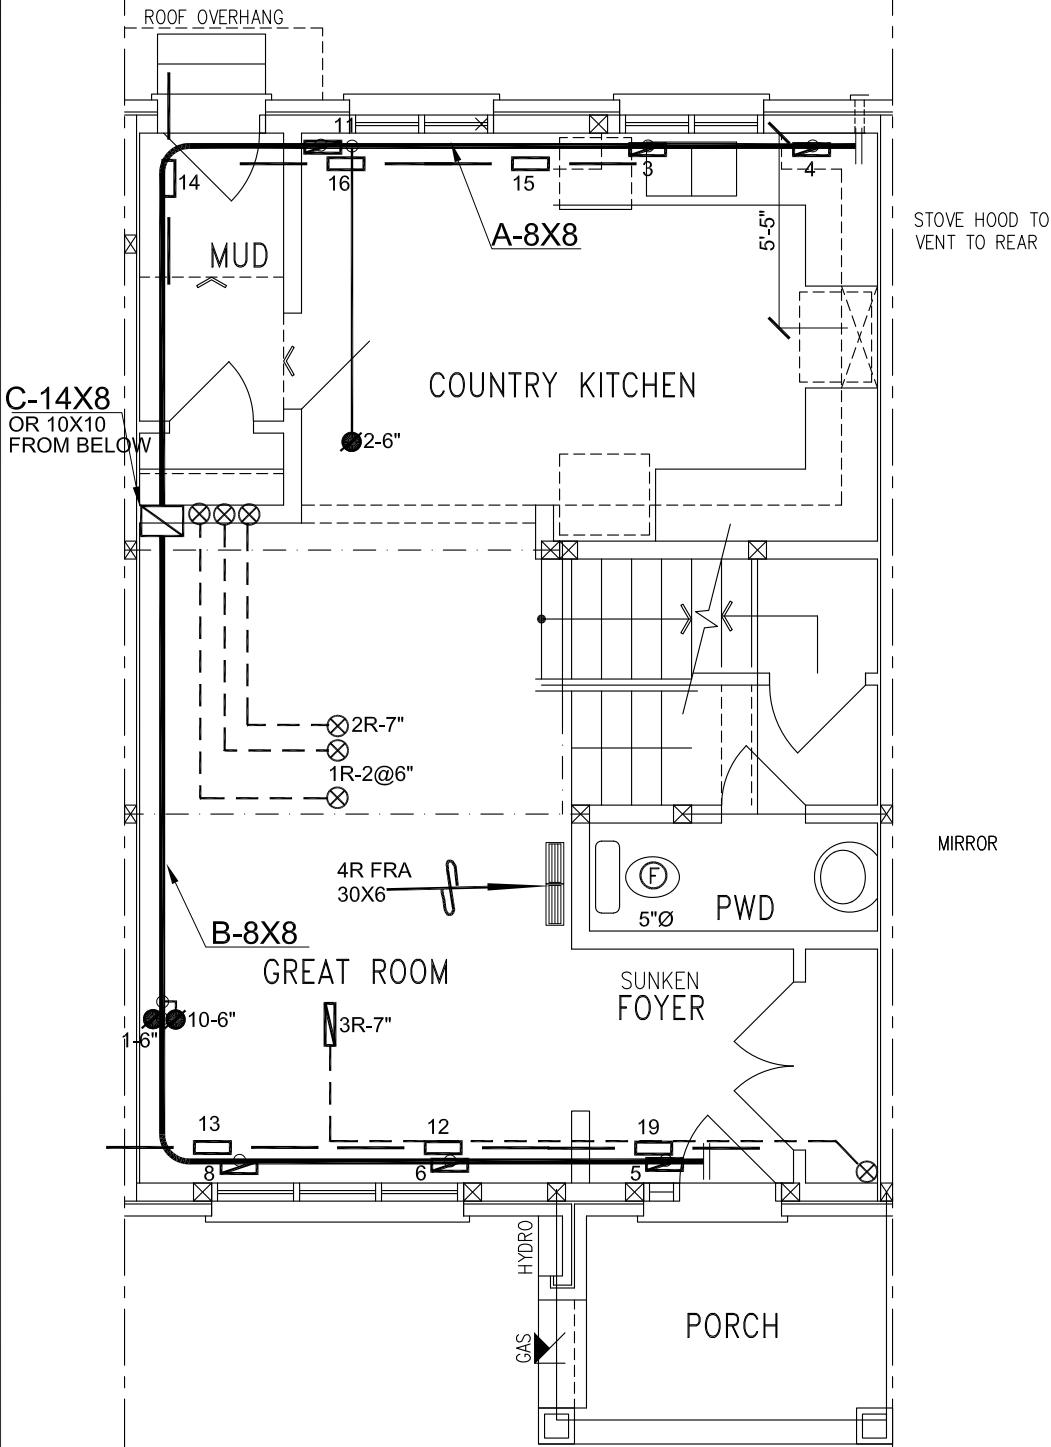 ROOF OVERHANG
11
14
16
15
3
4
A-8X8
5'-5"
STOVE HOOD TO
VENT TO REAR
MUD
COUNTRY KITCHEN
C-14X8
OR 10X10
FROM BELOW
2-6"
2R-7"
1R-2@6"
MIRROR
4R FRA
30X6
F
5"Ø
PWD
B-8X8
GREAT ROOM
SUNKEN
FOYER
1-6"
10-6"
3R-7"
13
12
19
8
6
5
HYDRO
GAS
PORCH